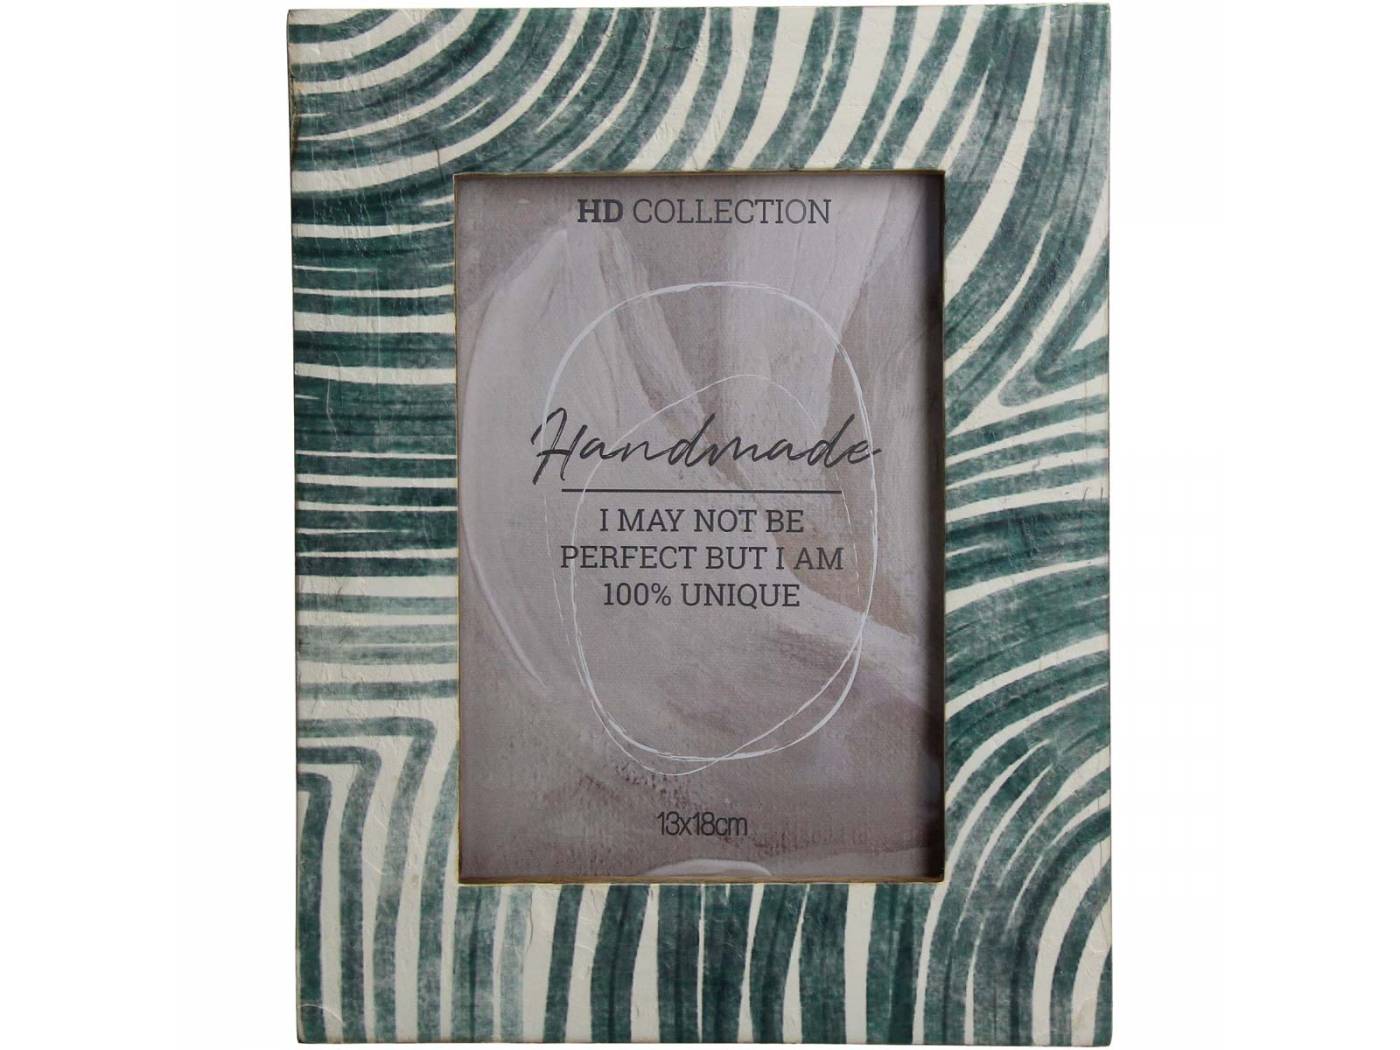 HD COLLECTION
Handmade
I MAY NOT BE
PERFECT BUT I AM
100% UNIQUE
13x18cm